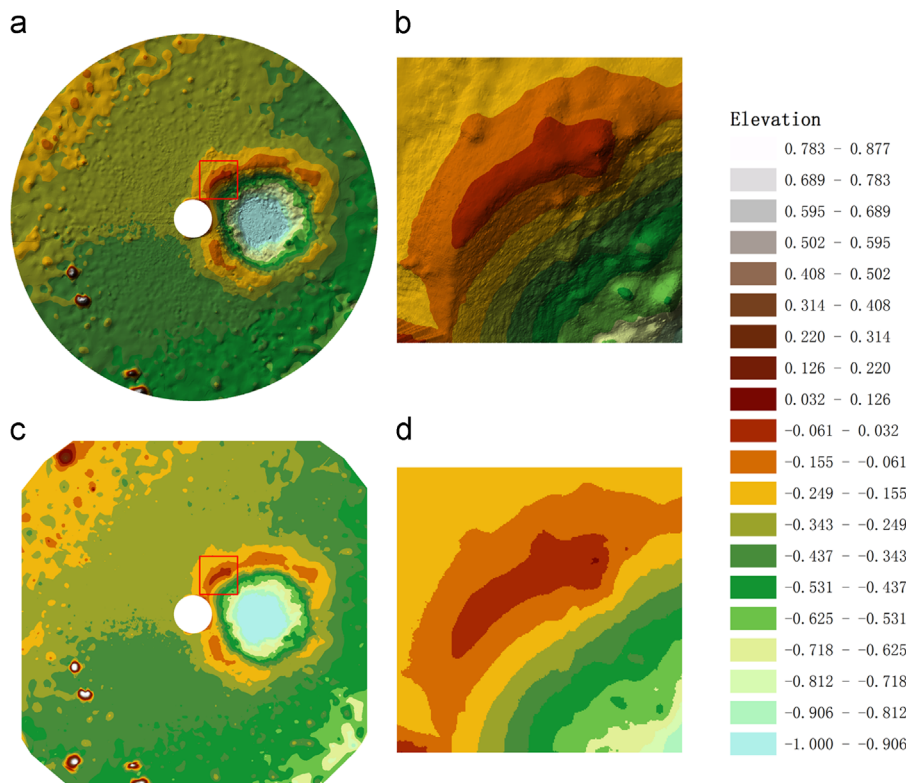 a
b
Elevation
0.783 – 0.877
0.689 – 0.783
0.595 – 0.689
0.502 – 0.595
0.408 – 0.502
0.314 – 0.408
0.220 – 0.314
0.126 – 0.220
0.032 – 0.126
-0.061 – 0.032
-0.155 – -0.061
-0.249 – -0.155
-0.343 – -0.249
-0.437 – -0.343
-0.531 – -0.437
-0.625 – -0.531
-0.718 – -0.625
-0.812 – -0.718
-0.906 – -0.812
-1.000 – -0.906
c
d